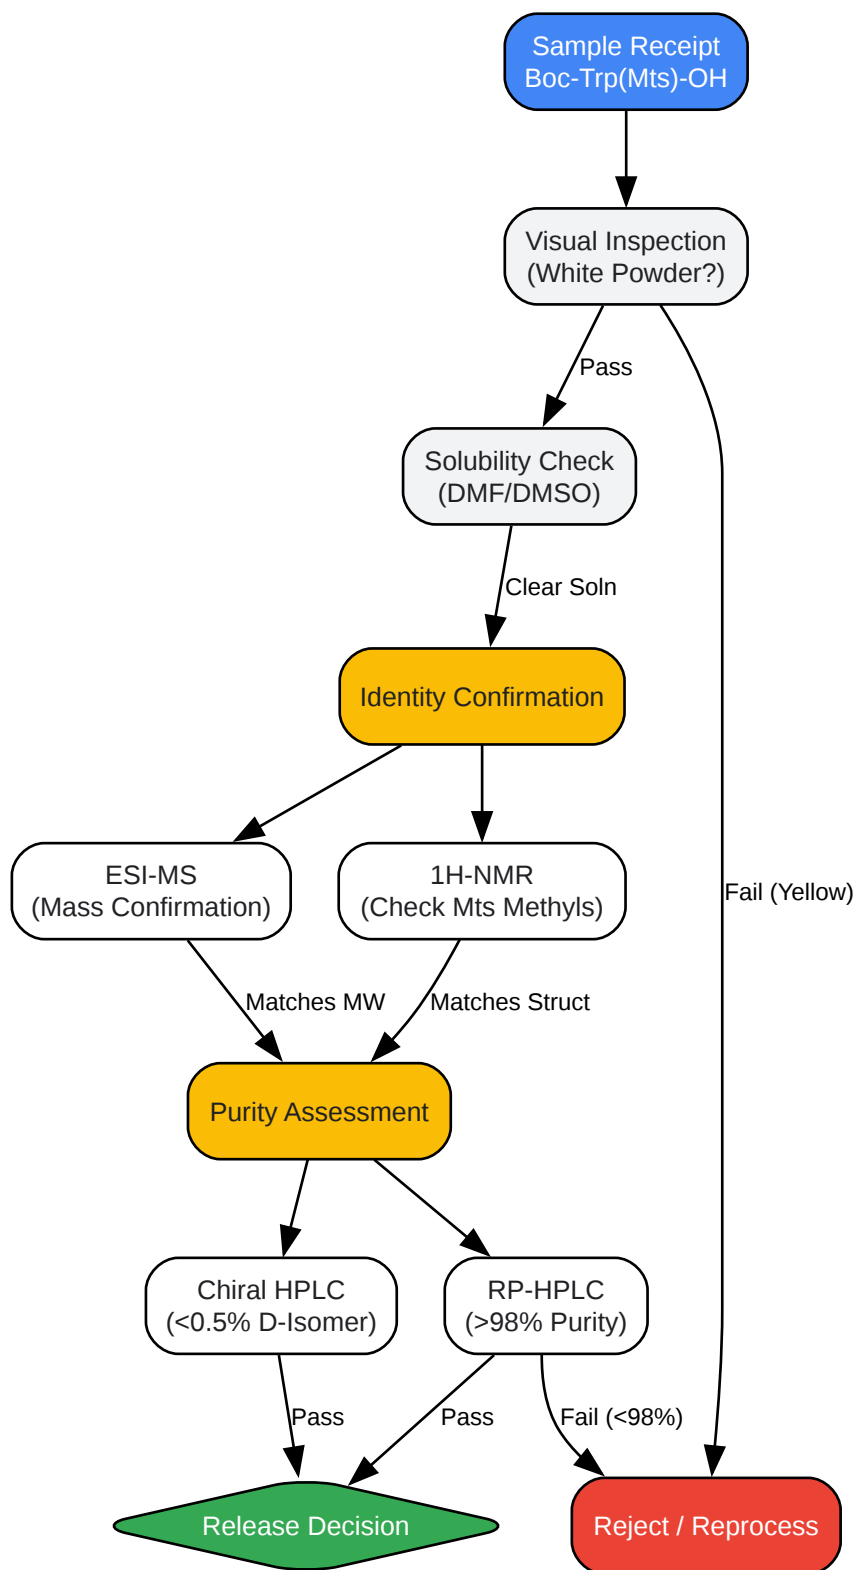 Sample Receipt
Boc-Trp(Mts)-OH
Visual Inspection
(White Powder?)
Pass
Solubility Check
(DMF/DMSO)
Clear Soln
Identity Confirmation
ESI-MS
(Mass Confirmation)
1H-NMR
(Check Mts Methyls)
Fail (Yellow)
Matches MW
Matches Struct
Purity Assessment
Chiral HPLC
(<0.5% D-Isomer)
RP-HPLC
(>98% Purity)
Pass
Pass
Fail (<98%)
Release Decision
Reject / Reprocess